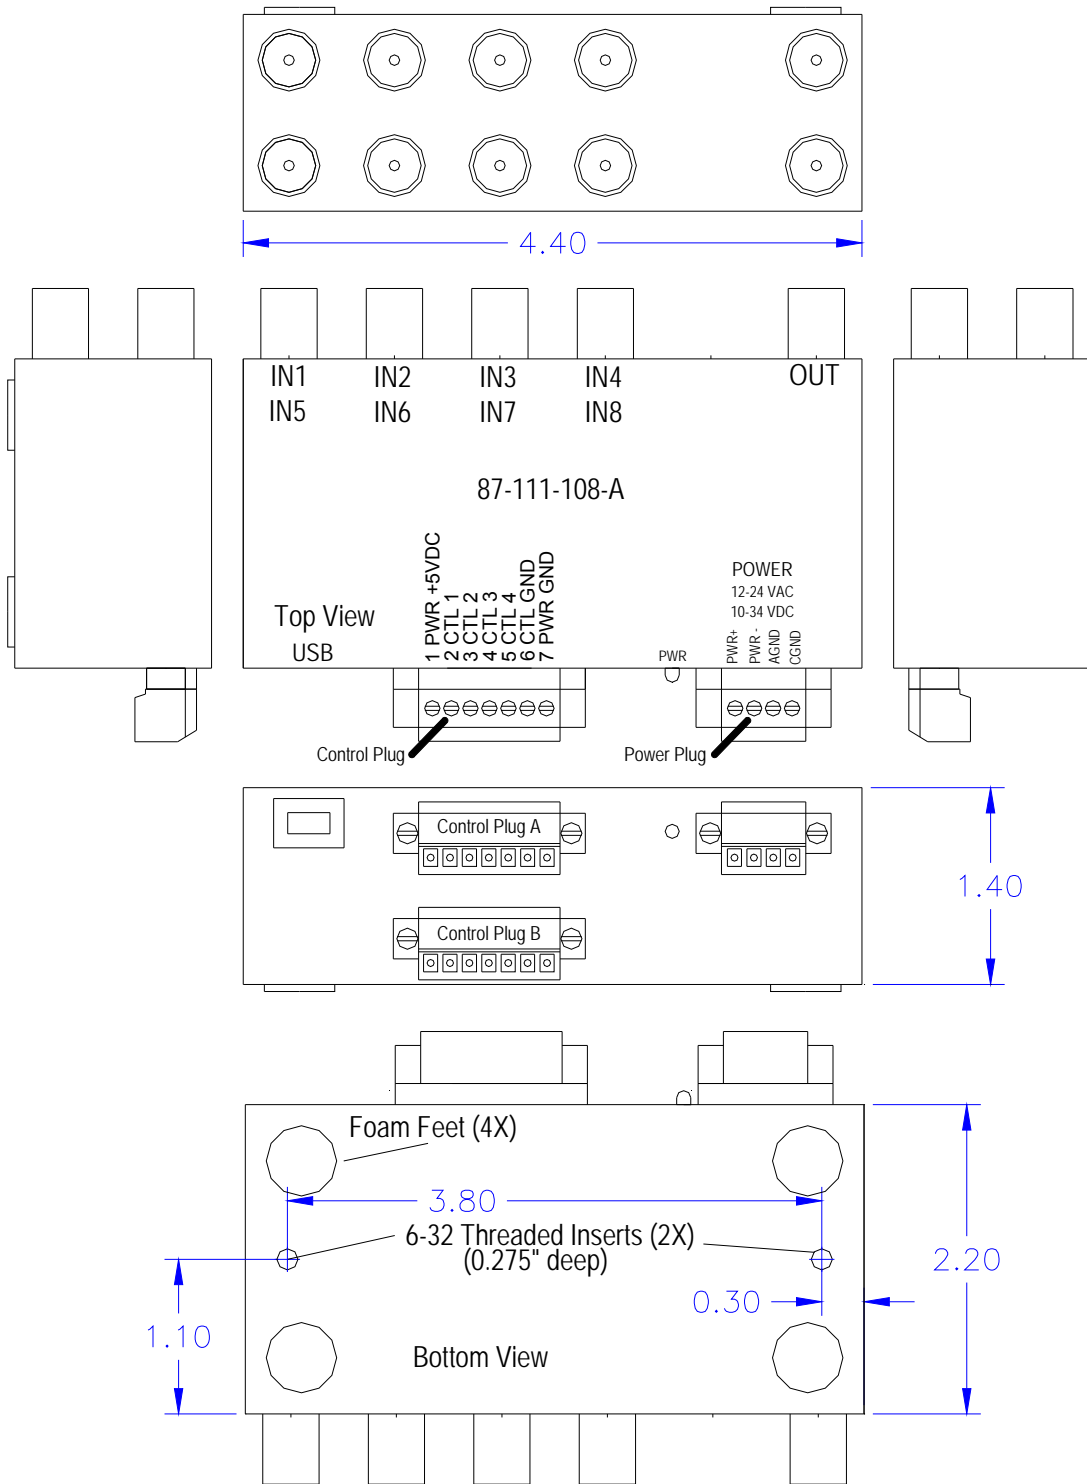 4.40
IN1 IN2 IN3 IN4 OUT
IN5 IN6 IN7 IN8
87-111-108-A
1 PWR +5VDC
2 CTL 1
3 CTL 2
4 CTL 3
5 CTL 4
6 CTL GND
7 PWR GND
POWER
12-24 VAC
10-34 VDC
PWR+
PWR -
AGND
CGND
Top View
USB
PWR
Control Plug
Power Plug
Control Plug A
1.40
Control Plug B
Foam Feet (4X)
3.80
6-32 Threaded Inserts (2X)
(0.275" deep)
2.20
0.30
1.10
Bottom View